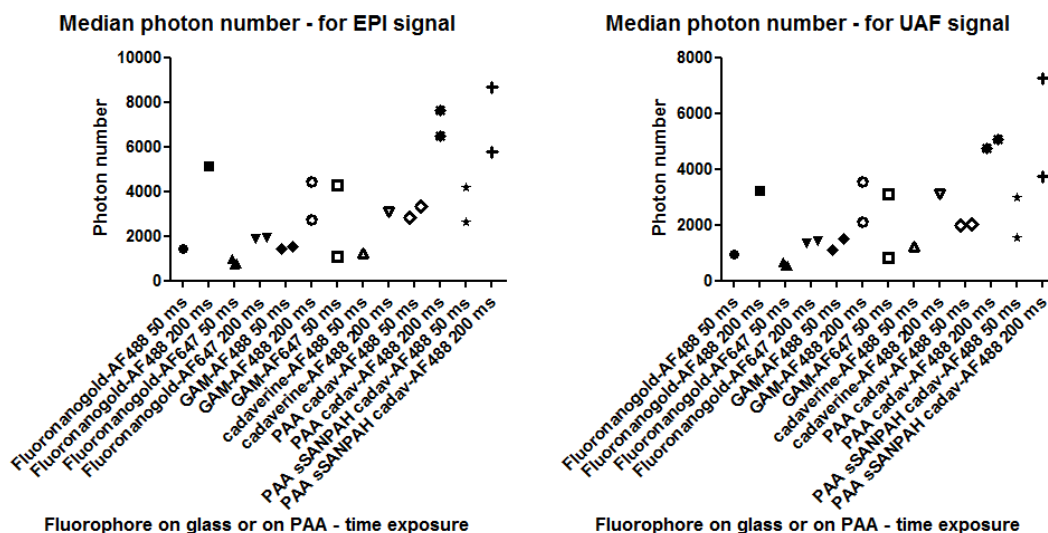 Median photon number - for EPI signal
Photon number
10000
8000
6000
4000
2000
0
Fluoronanogold-AF488 50 ms
Fluoronanogold-AF488 200 ms
Fluoronanogold-AF647 50 ms
Fluoronanogold-AF647 200 ms
GAM-AF488 50 ms
GAM-AF488 200 ms
GAM-AF647 50 ms
cadaverine-AF488 50 ms
cadaverine-AF488 200 ms
PAA cadav-AF488 50 ms
PAA cadav-AF488 200 ms
PAA sSANPAH cadav-AF488 50 ms
PAA sSANPAH cadav-AF488 200 ms
Fluorophore on glass or on PAA - time exposure
Median photon number - for UAF signal
Photon number
8000
6000
4000
2000
0
Fluoronanogold-AF488 50 ms
Fluoronanogold-AF488 200 ms
Fluoronanogold-AF647 50 ms
Fluoronanogold-AF647 200 ms
GAM-AF488 50 ms
GAM-AF488 200 ms
GAM-AF647 50 ms
cadaverine-AF488 50 ms
cadaverine-AF488 200 ms
PAA cadav-AF488 50 ms
PAA cadav-AF488 200 ms
PAA sSANPAH cadav-AF488 50 ms
PAA sSANPAH cadav-AF488 200 ms
Fluorophore on glass or on PAA - time exposure